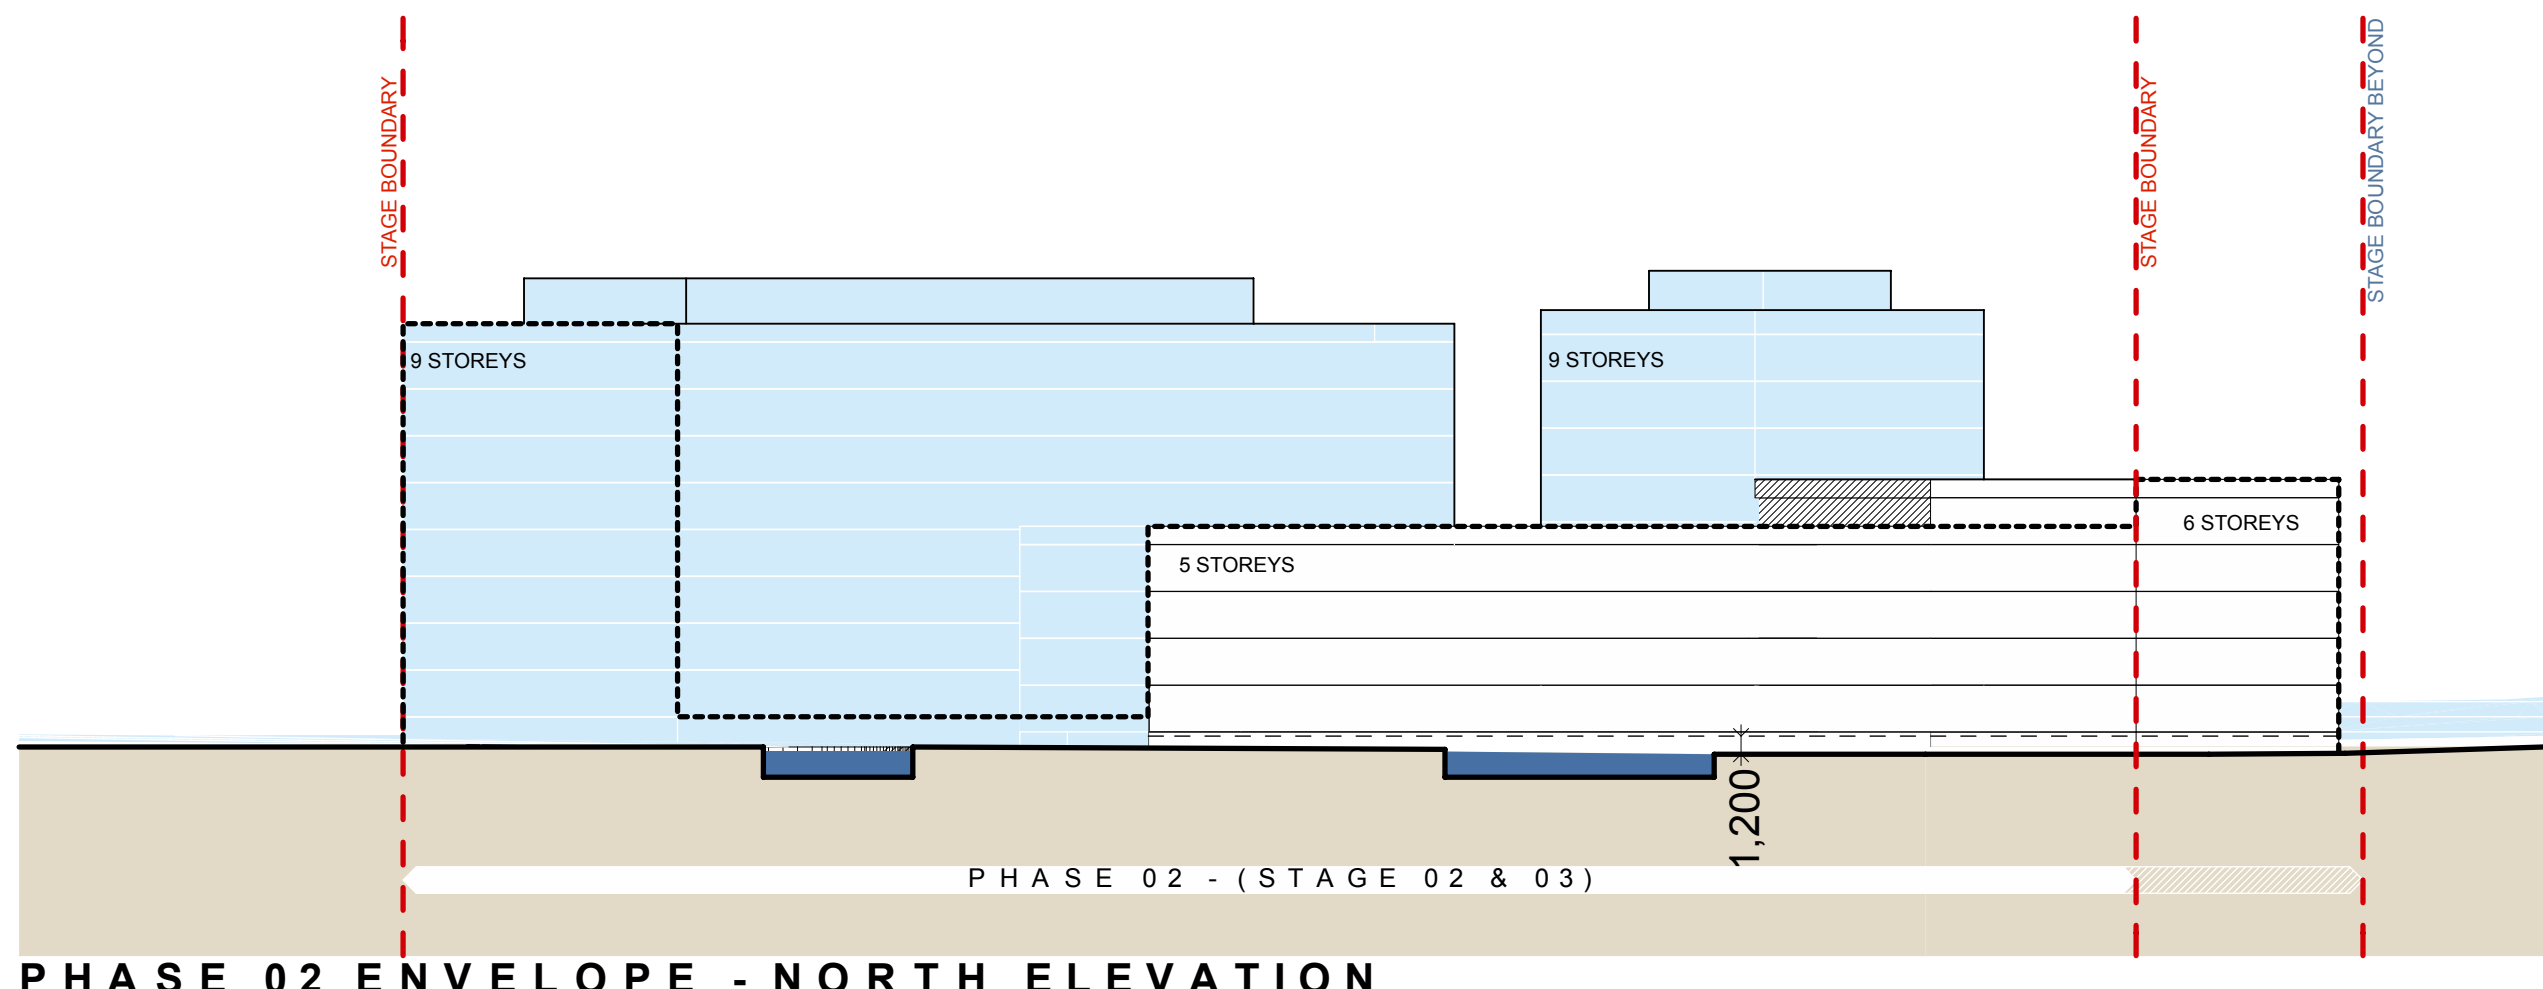 STAGE BOUNDARY
STAGE BOUNDARY
STAGE BOUNDARY BEYOND
9 STOREYS
9 STOREYS
6 STOREYS
5 STOREYS
1,200
PHASE 02 - (STAGE 02 & 03)
PHASE 02 ENVELOPE - NORTH ELEVATION